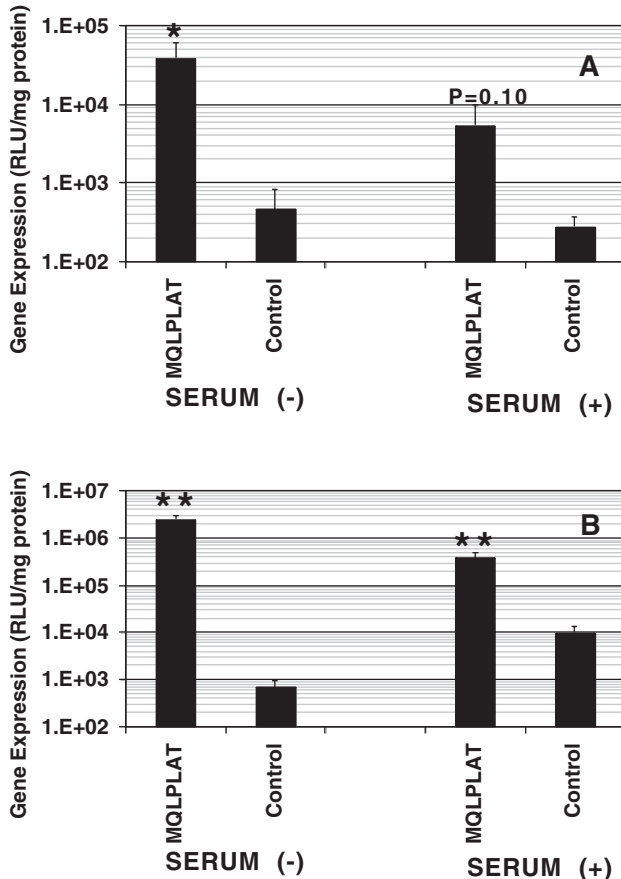 Gene Expression (RLU/mg protein)
1.E+05
1.E+04
1.E+03
1.E+02
*
A
P=0.10
MQLPLAT
Control
MQLPLAT
Control
SERUM (-)
SERUM (+)
Gene Expression (RLU/mg protein)
1.E+07
1.E+06
1.E+05
1.E+04
1.E+03
1.E+02
**
B
**
MQLPLAT
Control
MQLPLAT
Control
SERUM (-)
SERUM (+)